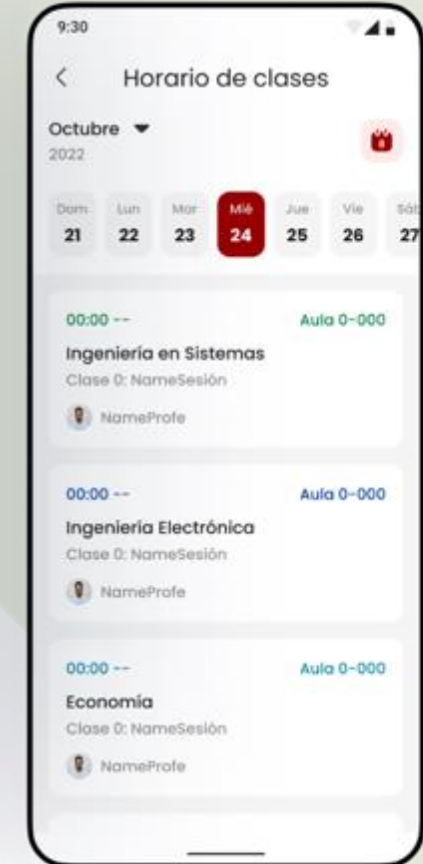 9:30
Horario de clases
Octubre
2022
Dom Lun Mar Mié Jue Vie Sáb
21 22 23 24 25 26 27
00:00 -- Aula 0-000
Ingeniería en Sistemas
Clase 0: NameSesión
NameProfe
00:00 -- Aula 0-000
Ingeniería Electrónica
Clase 0: NameSesión
NameProfe
00:00 -- Aula 0-000
Economía
Clase 0: NameSesión
NameProfe